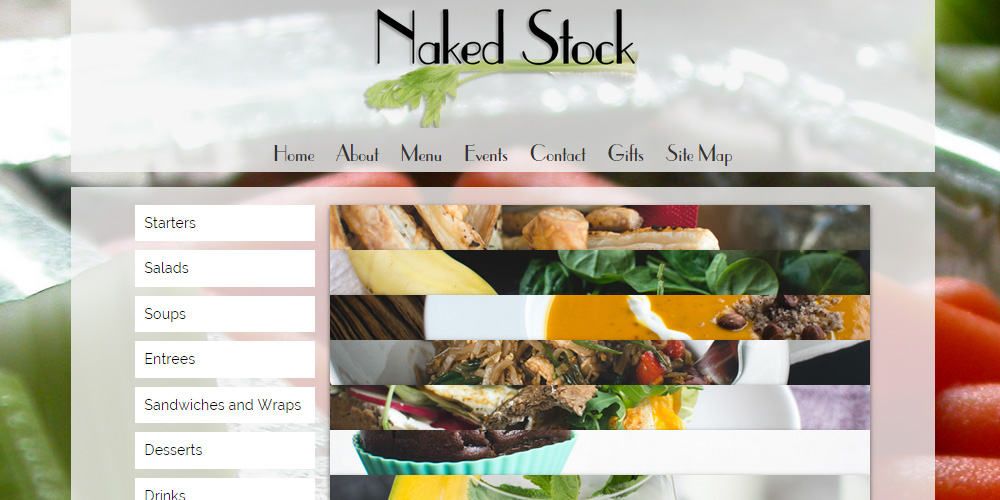 Naked Stock
Home About Menu Events Contact Gifts Site Map
Starters
Salads
Soups
Entrees
Sandwiches and Wraps
Desserts
Drinks